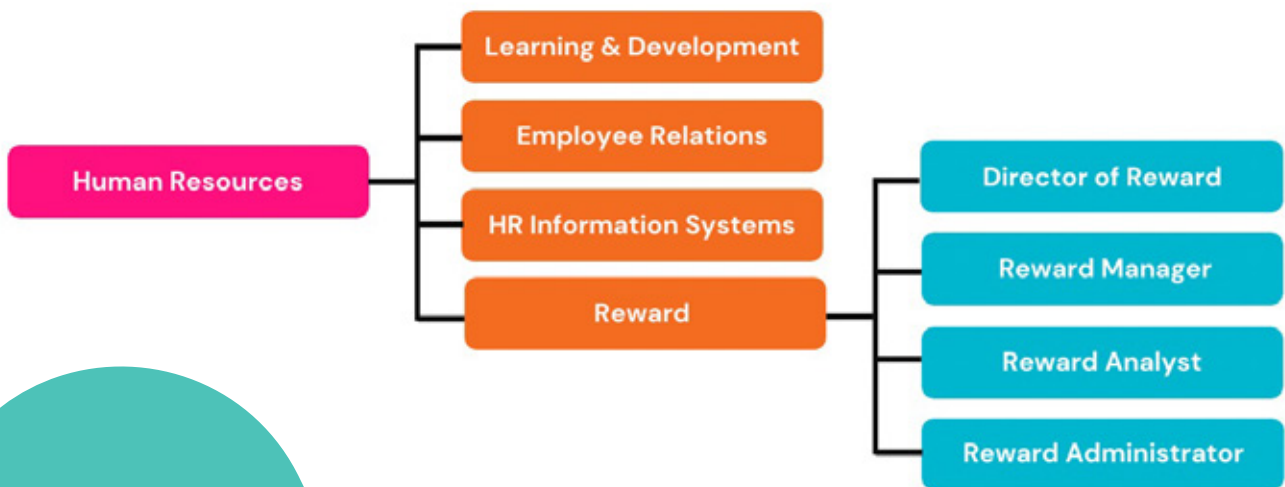 Human Resources
Learning & Development
Employee Relations
HR Information Systems
Reward
Director of Reward
Reward Manager
Reward Analyst
Reward Administrator